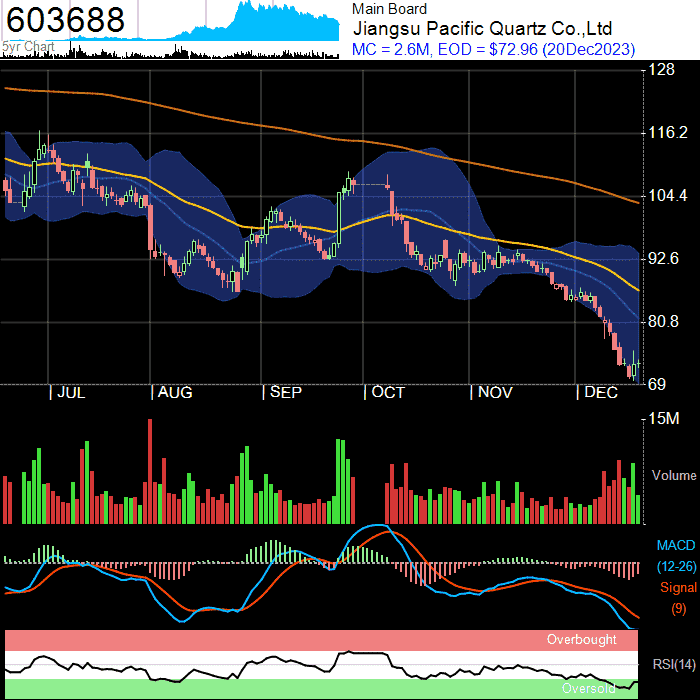 603688
5yr Chart
Main Board
Jiangsu Pacific Quartz Co.,Ltd
MC = 2.6M, EOD = $72.96 (20Dec2023)
128
116.2
104.4
92.6
80.8
69
| JUL | AUG | SEP | OCT | NOV | DEC
15M
Volume
MACD
(12-26)
Signal
(9)
Overbought
RSI(14)
Oversold